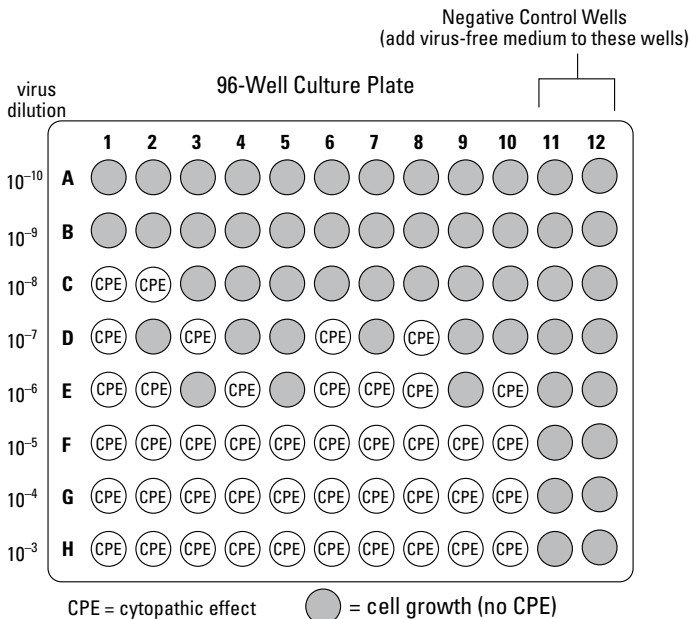 Negative Control Wells
(add virus-free medium to these wells)
96-Well Culture Plate
virus
dilution
1 2 3 4 5 6 7 8 9 10 11 12
10⁻¹⁰ A
10⁻⁹ B
10⁻⁸ C CPE CPE
10⁻⁷ D CPE CPE CPE CPE
10⁻⁶ E CPE CPE CPE CPE CPE CPE CPE
10⁻⁵ F CPE CPE CPE CPE CPE CPE CPE CPE CPE CPE
10⁻⁴ G CPE CPE CPE CPE CPE CPE CPE CPE CPE CPE
10⁻³ H CPE CPE CPE CPE CPE CPE CPE CPE CPE CPE
CPE = cytopathic effect = cell growth (no CPE)